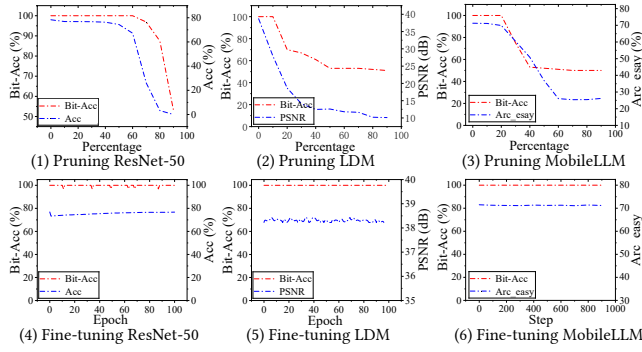 100
90
80
70
60
50
Bit-Acc (%)
Bit-Acc
Acc
80
60
40
20
0
Acc (%)
0 20 40 60 80 100
Percentage
(1) Pruning ResNet-50
100
80
60
40
20
0
Bit-Acc (%)
Bit-Acc
PSNR
40
35
30
25
20
15
10
PSNR (dB)
0 20 40 60 80 100
Percentage
(2) Pruning LDM
100
80
60
40
20
0
Bit-Acc (%)
Bit-Acc
Arc_esay
80
70
60
50
40
30
20
10
Arc_esay (%)
0 20 40 60 80 100
Percentage
(3) Pruning MobileLLM
100
80
60
40
20
0
Bit-Acc (%)
Bit-Acc
Acc
100
80
60
40
20
0
Acc (%)
0 20 40 60 80 100
Epoch
(4) Fine-tuning ResNet-50
100
80
60
40
20
0
Bit-Acc (%)
Bit-Acc
PSNR
40
39
38
37
36
35
PSNR (dB)
0 20 40 60 80 100
Epoch
(5) Fine-tuning LDM
100
80
60
40
20
0
Bit-Acc (%)
Bit-Acc
Arc_easy
80
70
60
50
40
30
Arc_easy
0 200 400 600 800 1000
Step
(6) Fine-tuning MobileLLM